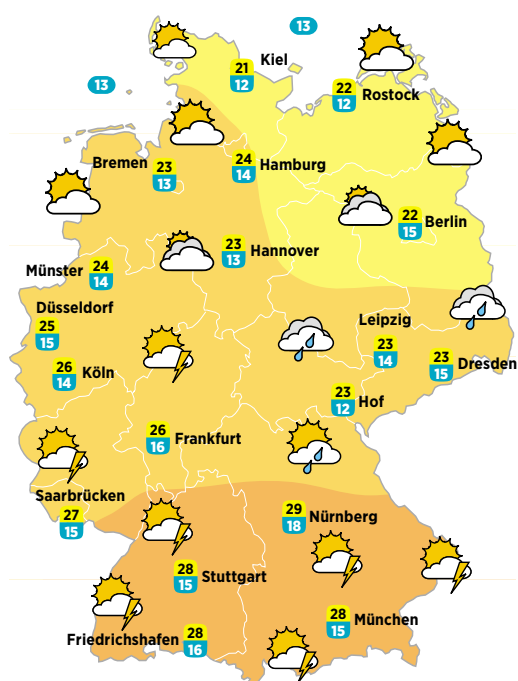 13
Kiel
21
12
13
22
12
Rostock
Bremen
23
13
24
14
Hamburg
22
15
Berlin
23
13
Hannover
Münster
24
14
Düsseldorf
25
15
Leipzig
23
14
23
15
Dresden
26
14
Köln
23
12
Hof
26
16
Frankfurt
Saarbrücken
27
15
29
18
Nürnberg
28
15
Stuttgart
28
15
München
Friedrichshafen
28
16